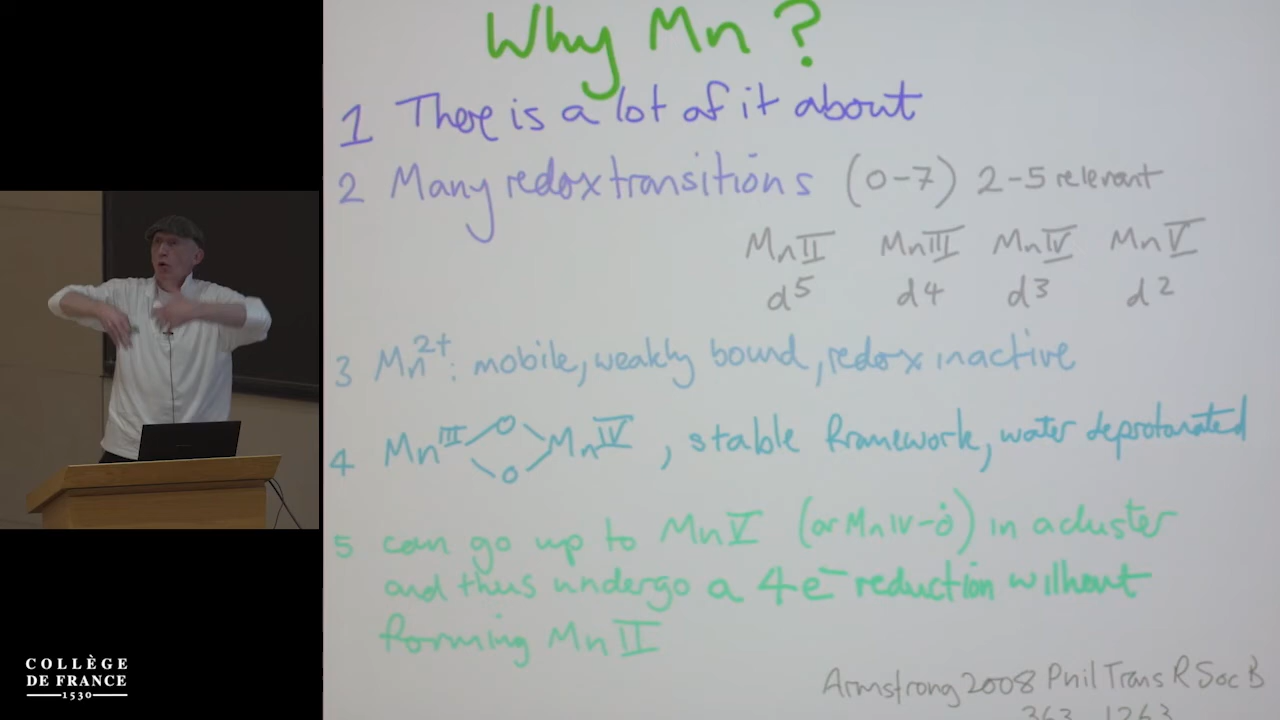 Why Mn ?
1 There is a lot of it about
2 Many redox transitions (0-7) 2-5 relevant
MnII MnIII MnIV MnV
d5 d4 d3 d2
3 Mn2+: mobile, weakly bound, redox inactive
4 MnIII O O MnIV, stable framework, water deprotonated
5 can go up to MnV (or MnIV-ȯ) in a cluster
and thus undergo a 4e- reduction without
forming MnII
Armstrong 2008 Phil Trans R Soc B
363 1263
COLLÈGE
DE FRANCE
1530